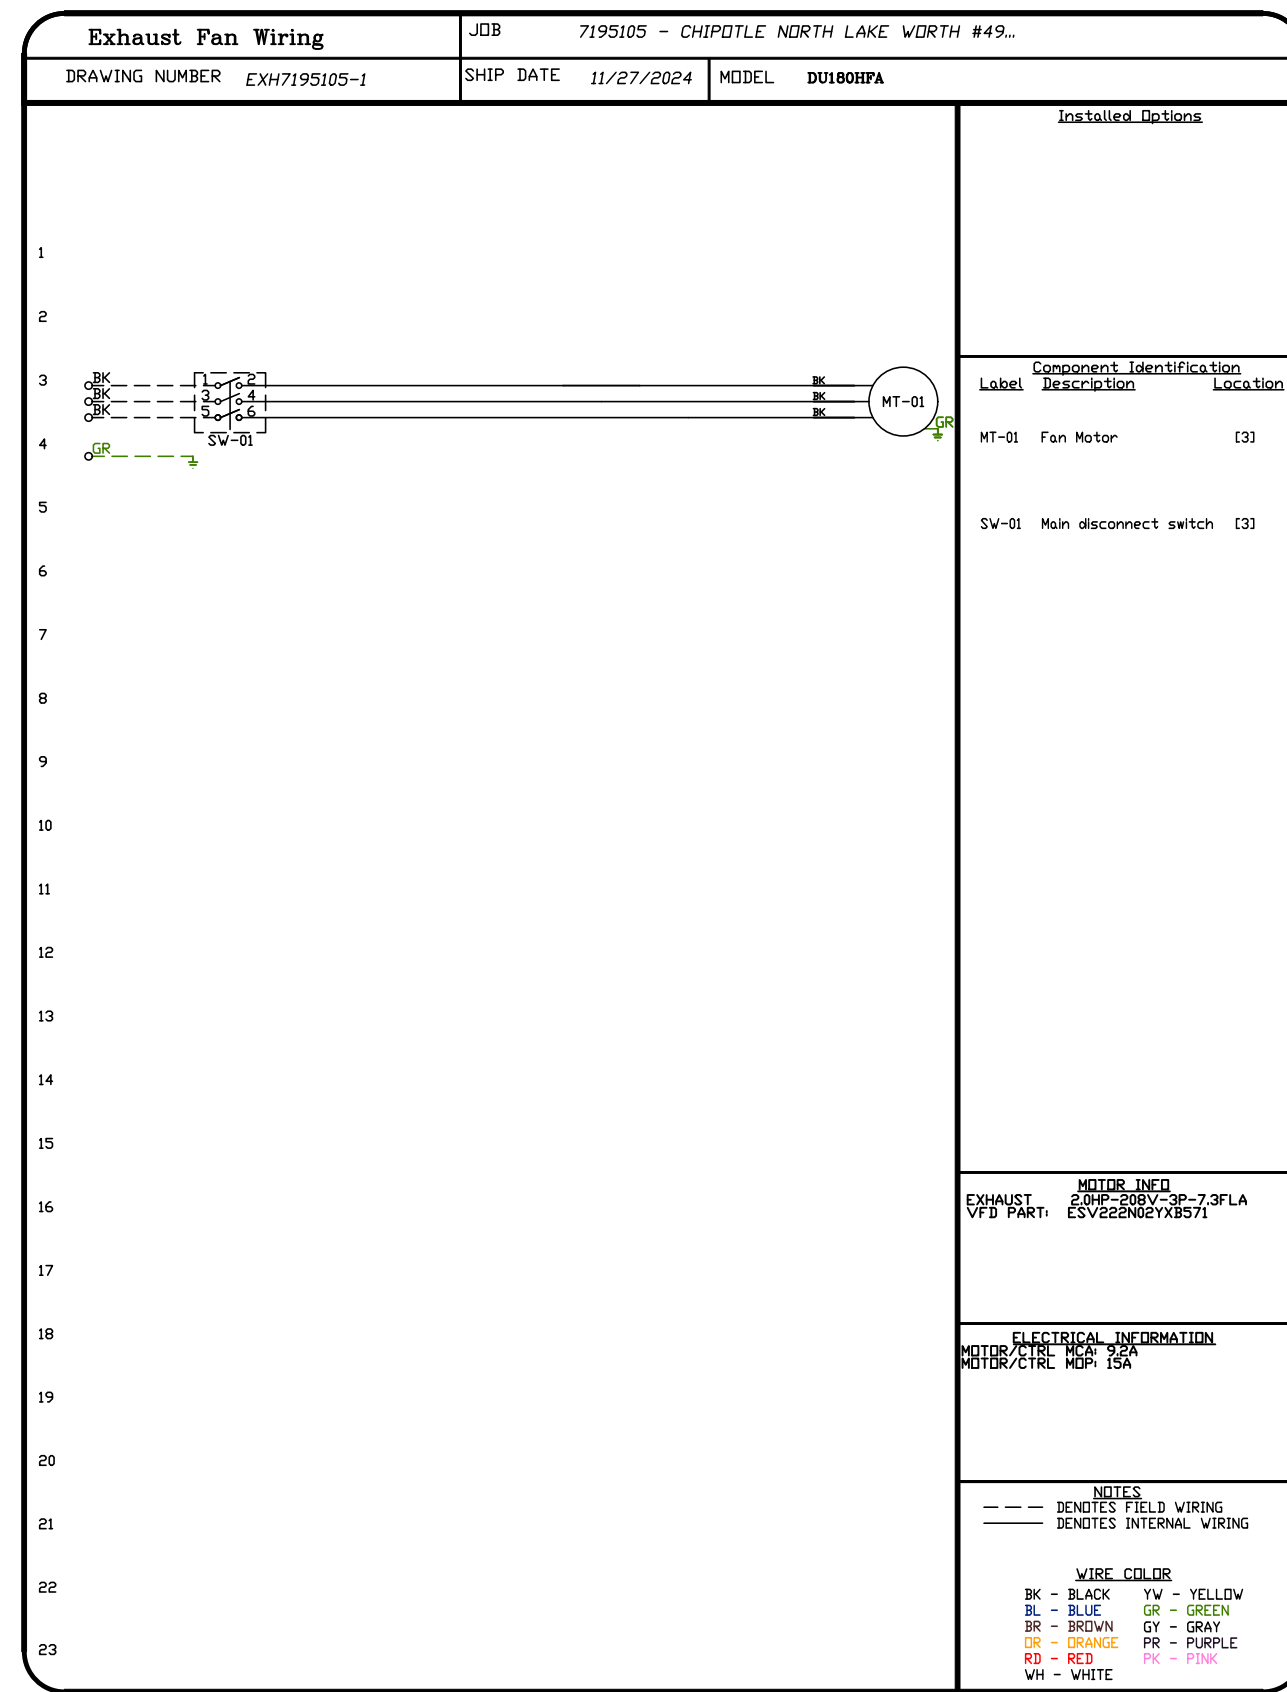 Exhaust Fan Wiring
JOB 7195105 - CHIPOTLE NORTH LAKE WORTH #49...
DRAWING NUMBER EXH7195105-1
SHIP DATE 11/27/2024
MODEL DU180HFA
Installed Options
1
2
3
4
5
6
7
8
9
10
11
12
13
14
15
16
17
18
19
20
21
22
23
BK 1 2 BK
BK 3 4 BK MT-01
BK 5 6 BK
SW-01
GR
GR
Component Identification
Label Description Location
MT-01 Fan Motor [3]
SW-01 Main disconnect switch [3]
MOTOR INFO
EXHAUST 2.0HP-208V-3P-7.3FLA
VFD PART: ESV222N02YXB571
ELECTRICAL INFORMATION
MOTOR/CTRL MCA: 9.2A
MOTOR/CTRL MOP: 15A
NOTES
DENOTES FIELD WIRING
DENOTES INTERNAL WIRING
WIRE COLOR
BK - BLACK YW - YELLOW
BL - BLUE GR - GREEN
BR - BROWN GY - GRAY
OR - ORANGE PR - PURPLE
RD - RED PK - PINK
WH - WHITE